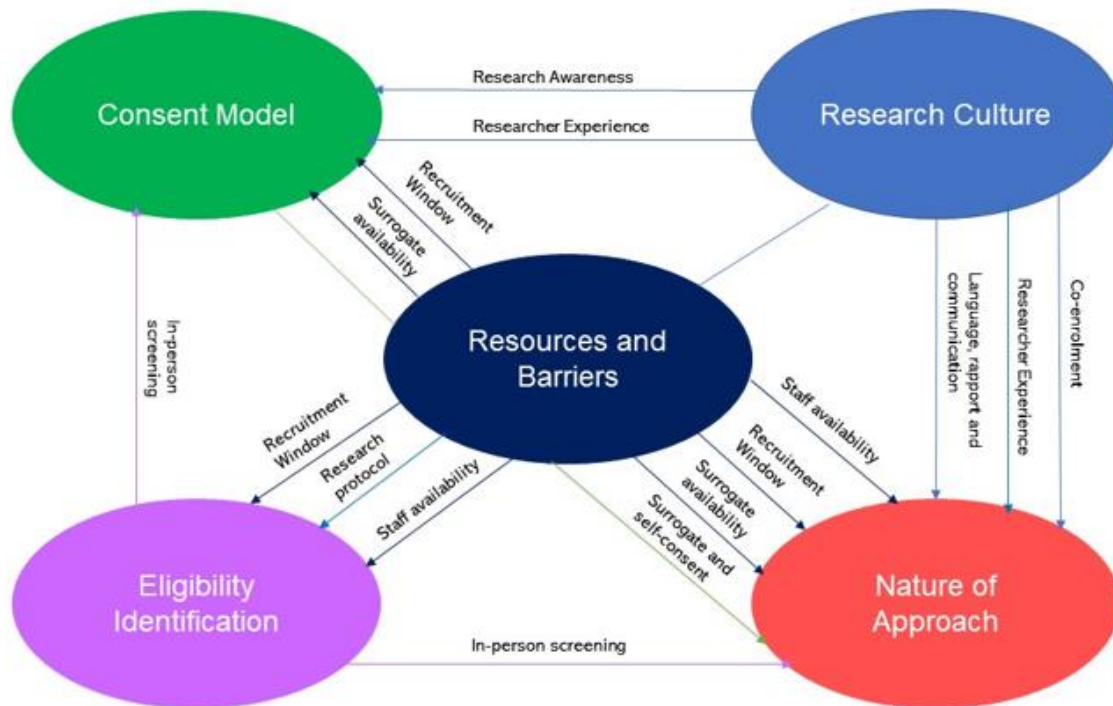 Research Awareness
Consent Model
Research Culture
Researcher Experience
Recruitment
Window
Surrogate
availability
In-person
screening
Resources and
Barriers
Language, rapport and
communication
Researcher Experience
Co-enrolment
Recruitment
Window
Research
protocol
Staff availability
Staff availability
Recruitment
Window
Surrogate
availability
Surrogate and
self-consent
Eligibility
Identification
Nature of
Approach
In-person screening